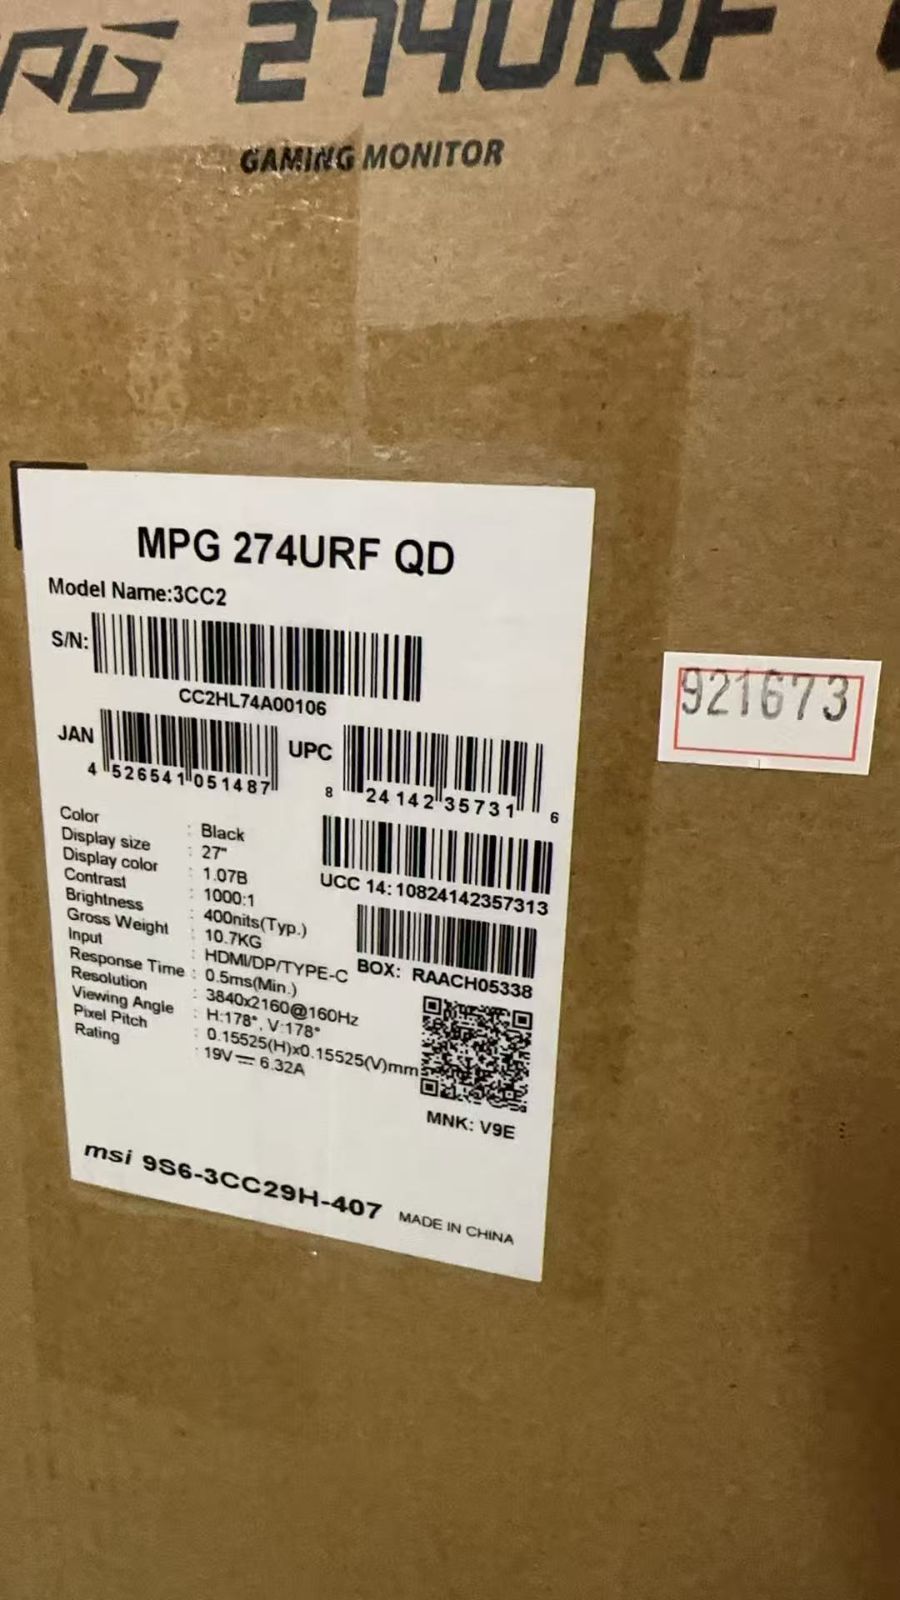 MPG 274URF
GAMING MONITOR
MPG 274URF QD
Model Name:3CC2
S/N:
CC2HL74A00106
JAN
4 526541 051487
UPC
8 24142 35731 6
Color : Black
Display size : 27"
Display color : 1.07B
Contrast : 1000:1
Brightness : 400nits(Typ.)
Gross Weight : 10.7KG
Input : HDMI/DP/TYPE-C
Response Time : 0.5ms(Min.)
Resolution : 3840x2160@160Hz
Viewing Angle : H:178°, V:178°
Pixel Pitch : 0.15525(H)x0.15525(V)mm
Rating : 19V⎓6.32A
UCC 14: 10824142357313
BOX: RAACH05338
MNK: V9E
msi 9S6-3CC29H-407 MADE IN CHINA
921673